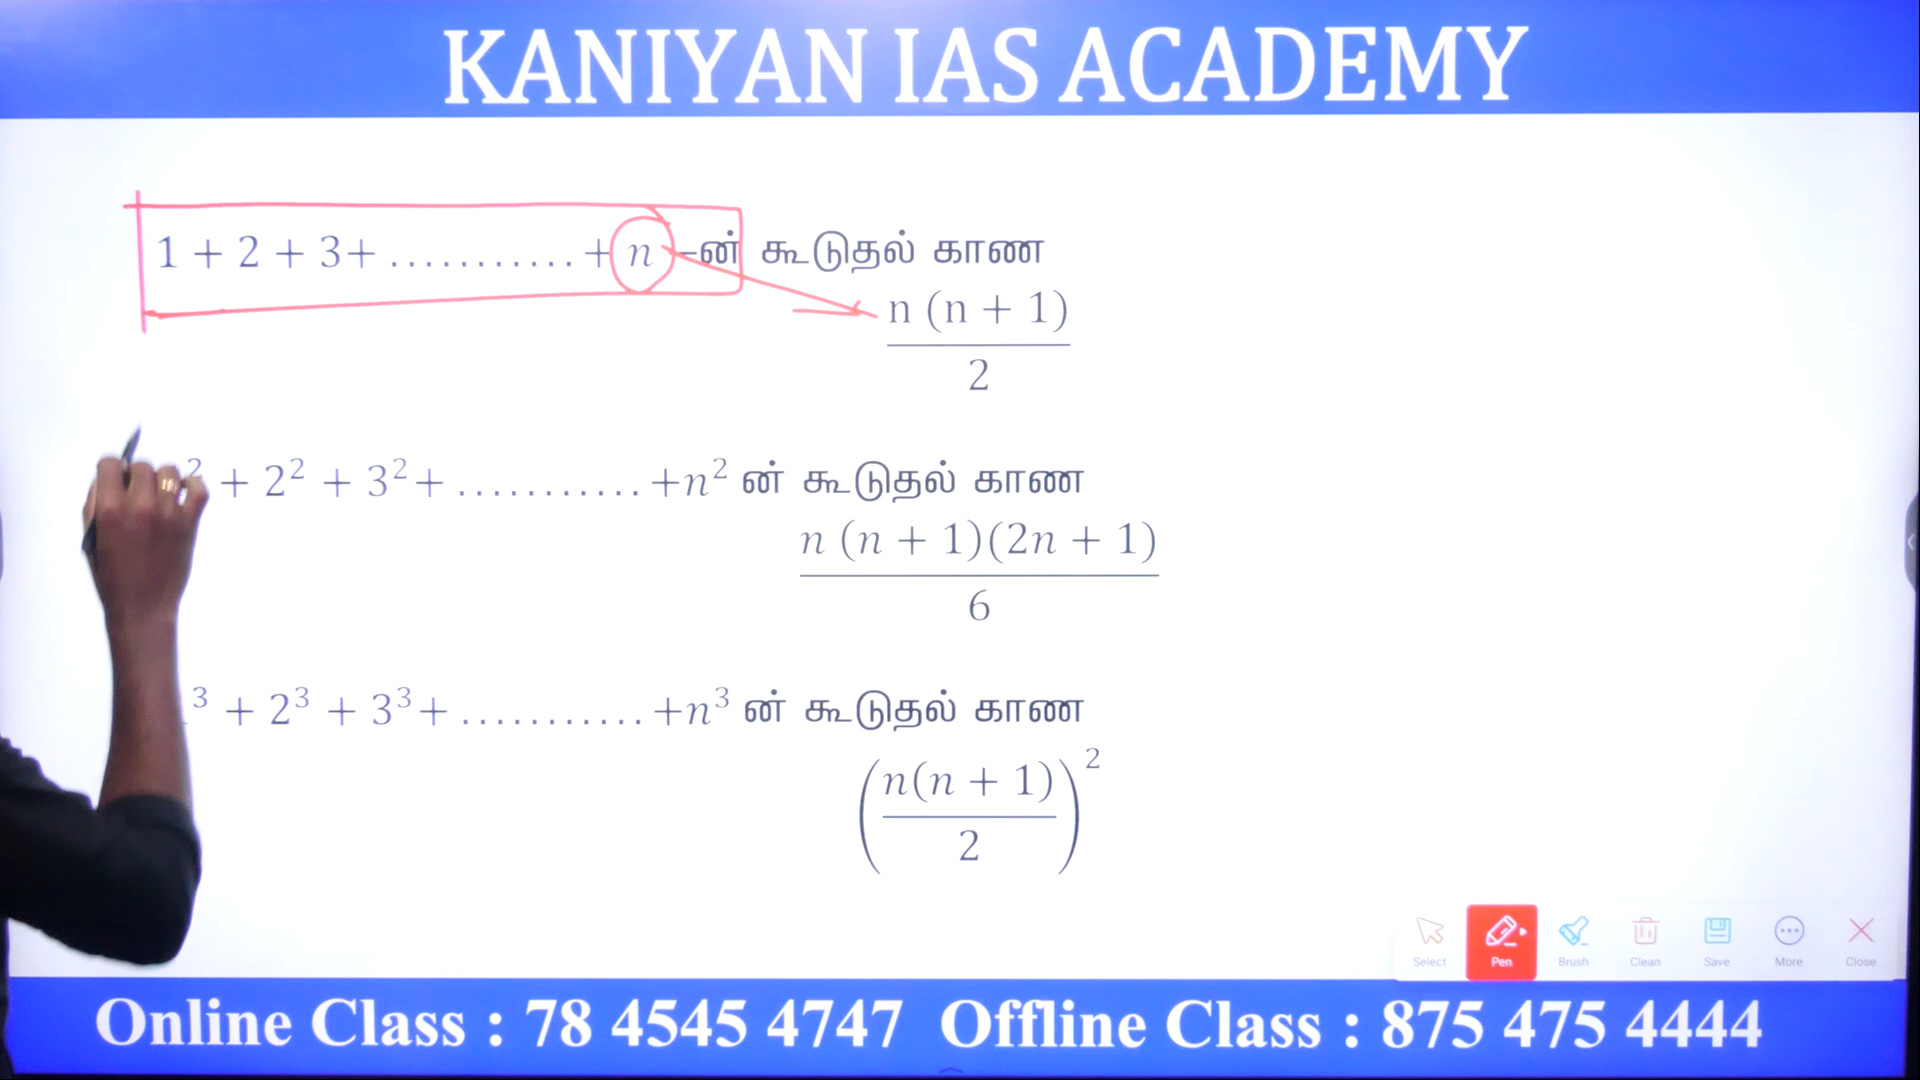 KANIYAN IAS ACADEMY
1 + 2 + 3+ ........... + n -ன் கூடுதல் காண
n (n + 1)
2
² + 2² + 3²+ ........... +n² ன் கூடுதல் காண
n (n + 1)(2n + 1)
6
³ + 2³ + 3³+ ........... +n³ ன் கூடுதல் காண
(n(n + 1)
2)²
Select Pen Brush Clean Save More Close
Online Class : 78 4545 4747 Offline Class : 875 475 4444